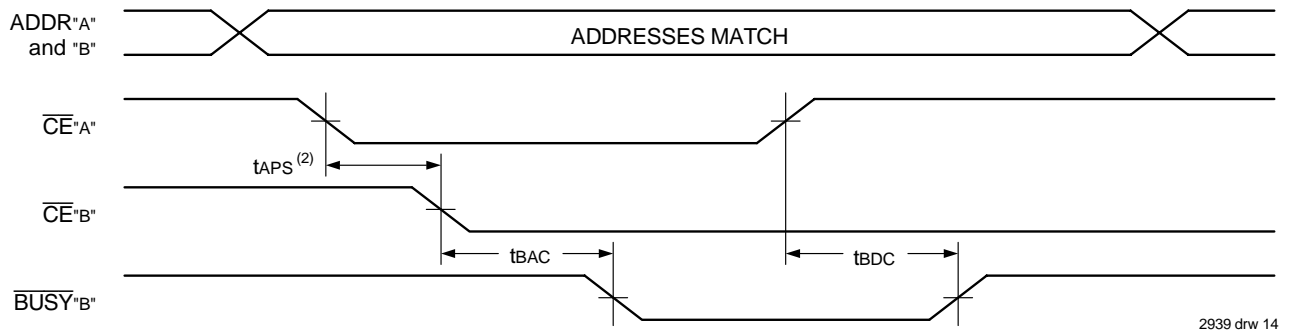 ADDR"A"
and "B"
ADDRESSES MATCH
CE"A"
tAPS (2)
CE"B"
tBAC
tBDC
BUSY"B"
2939 drw 14